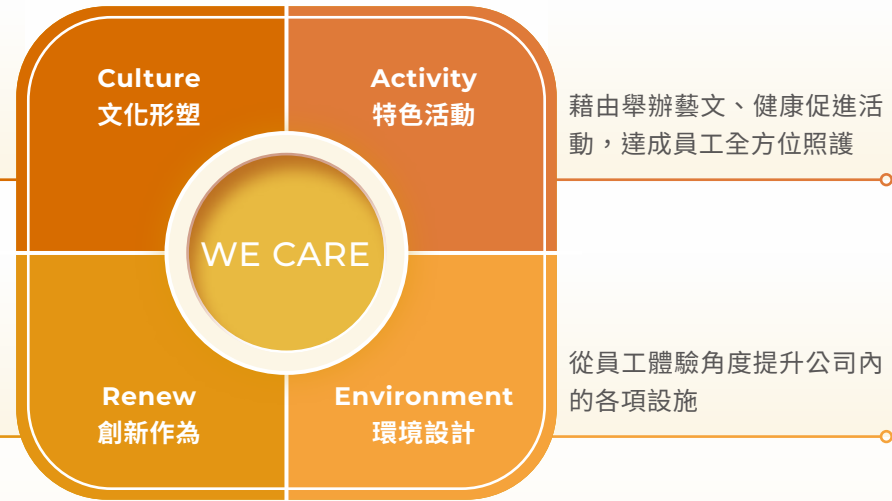 Culture
文化形塑
Activity
特色活動
藉由舉辦藝文、健康促進活
動，達成員工全方位照護
WE CARE
Renew
創新作為
Environment
環境設計
從員工體驗角度提升公司內
的各項設施